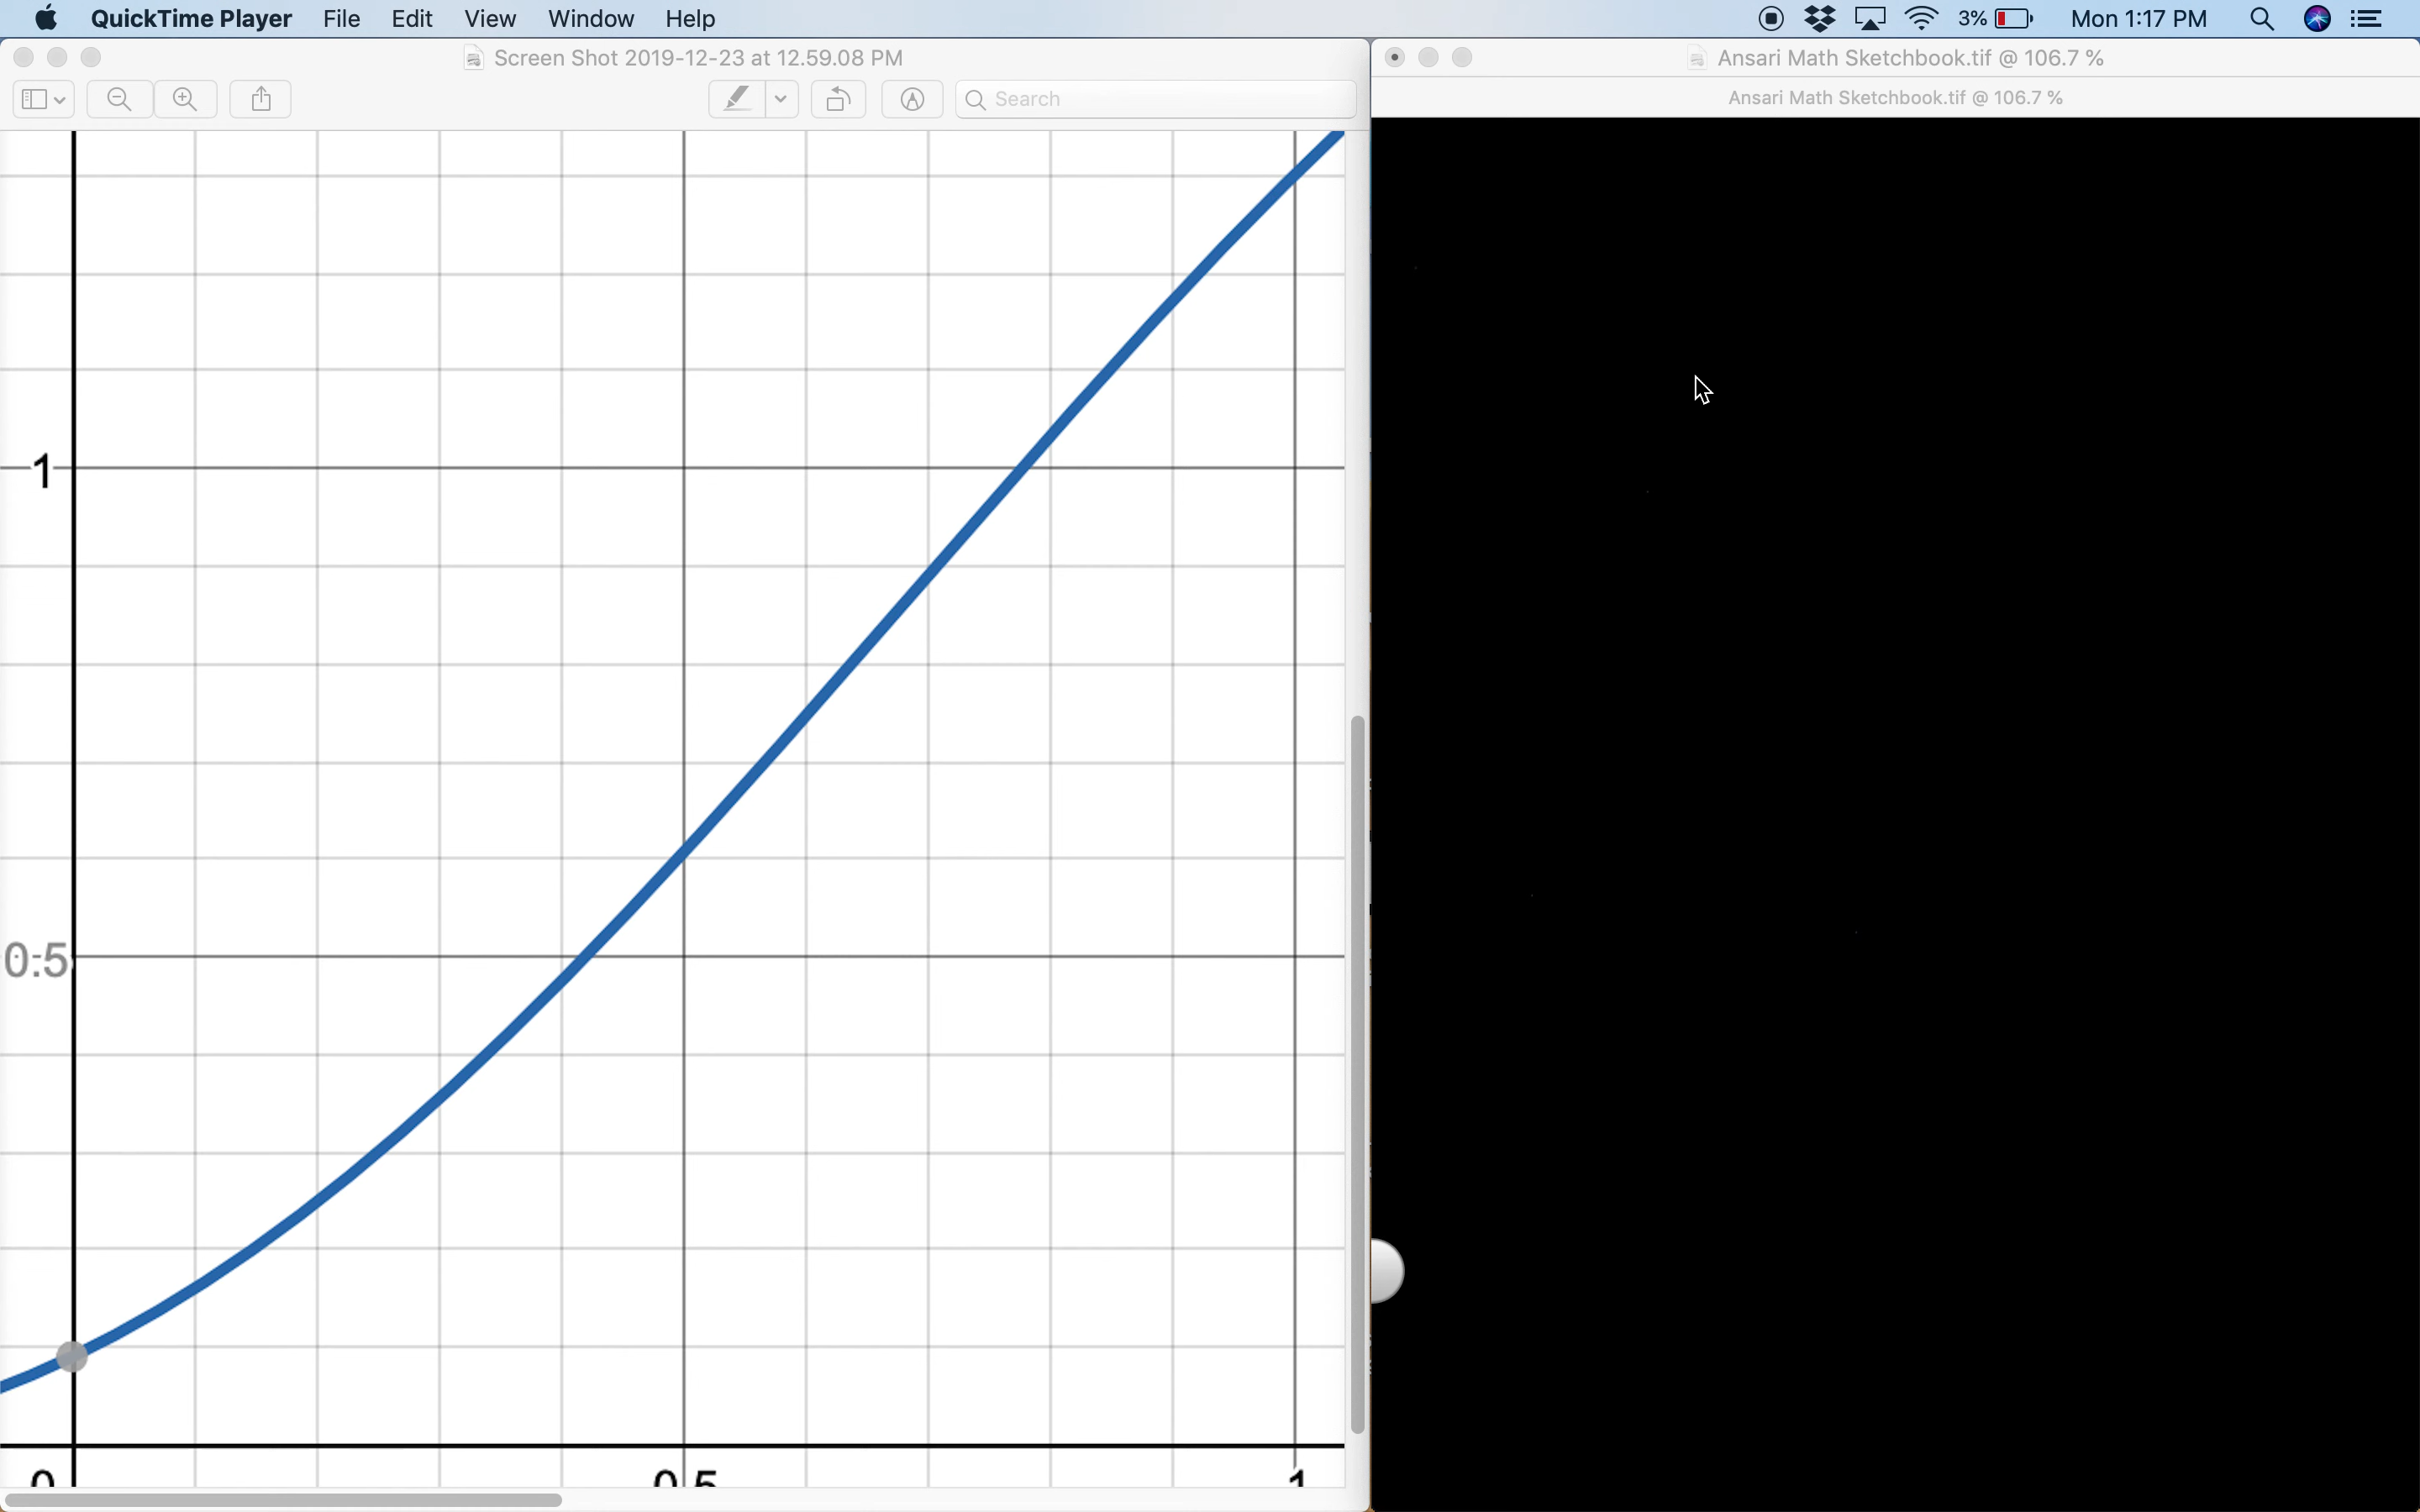 QuickTime Player File Edit View Window Help 3% Mon 1:17 PM
Screen Shot 2019-12-23 at 12.59.08 PM
Search
Ansari Math Sketchbook.tif @ 106.7 %
Ansari Math Sketchbook.tif @ 106.7 %
1
0.5
0 0.5 1